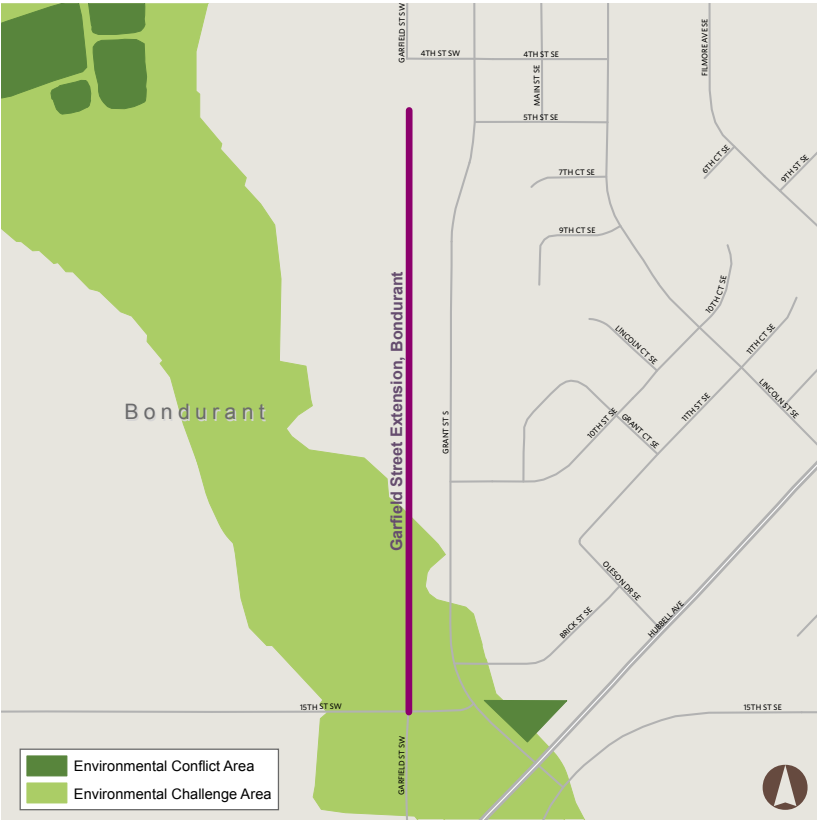 GARFIELD ST SW
FILMORE AVE SE
4TH ST SW
4TH ST SE
MAIN ST SE
5TH ST SE
6TH CT SE
9TH ST SE
7TH CT SE
9TH CT SE
10TH CT SE
LINCOLN CT SE
11TH CT SE
Garfield Street Extension, Bondurant
Bondurant
GRANT ST S
10TH ST SE
GRANT CT SE
11TH ST SE
LINCOLN ST SE
OLESON DR SE
BRICK ST SE
HUBBELL AVE
15TH ST SW
15TH ST SE
GARFIELD ST SW
Environmental Conflict Area
Environmental Challenge Area